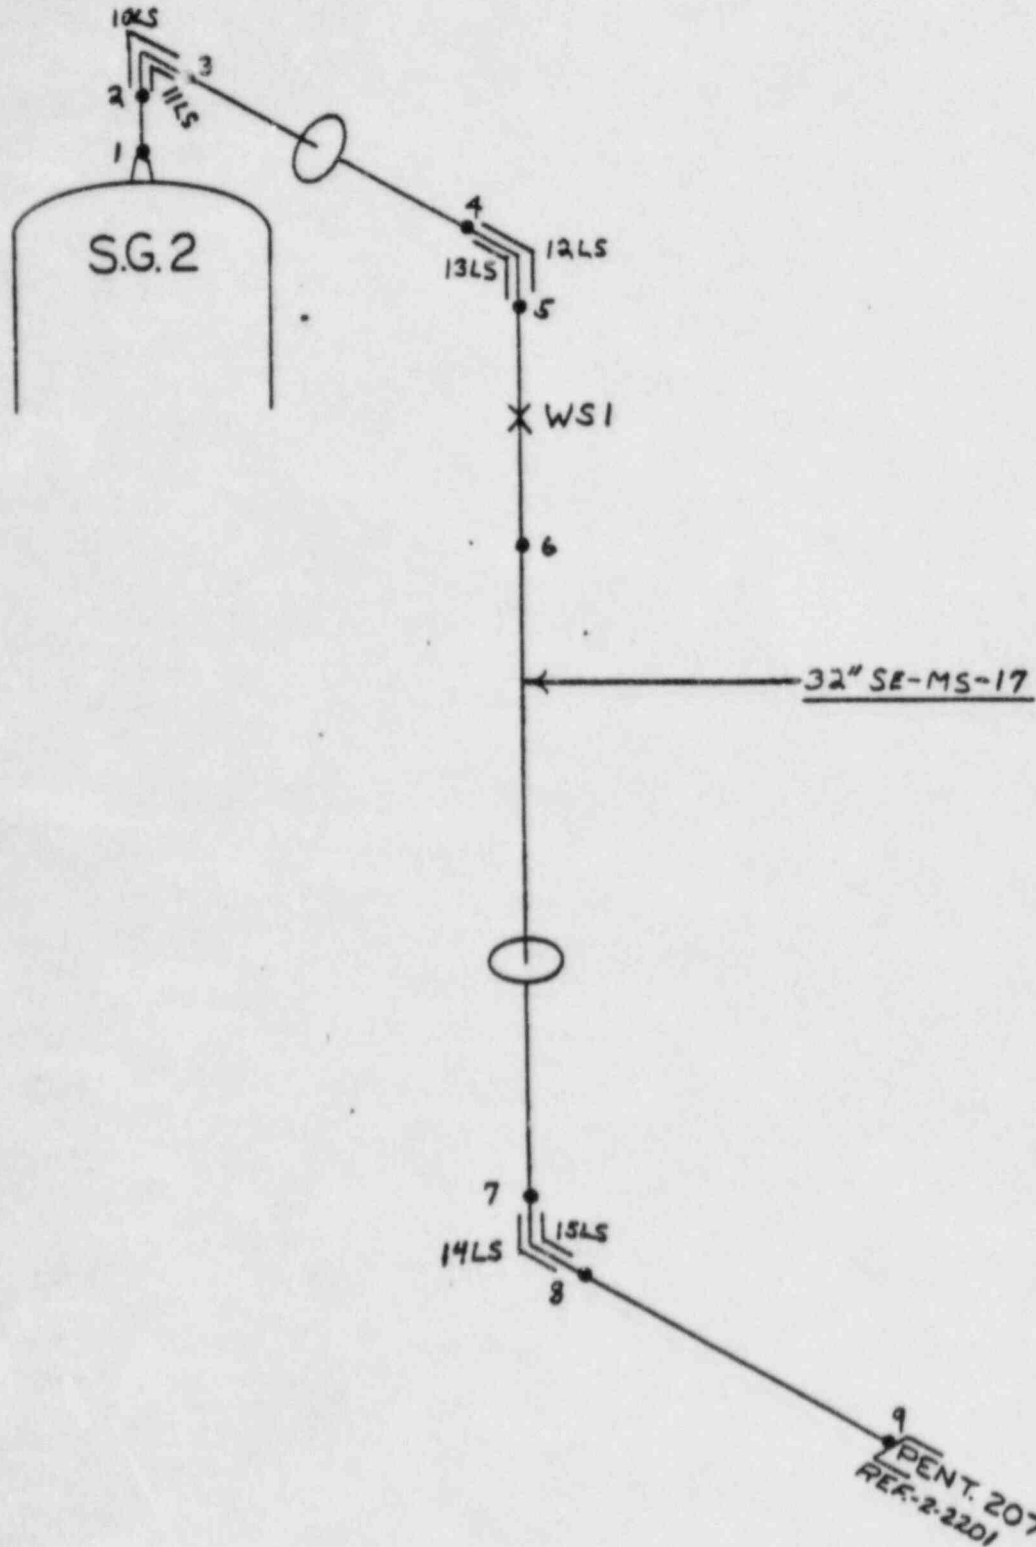 10LS
3
2
11LS
1
S.G. 2
4
12LS
13LS
5
WS1
6
32" SE-MS-17
7
15LS
14LS
8
9
PENT. 207
REF.-2-2201